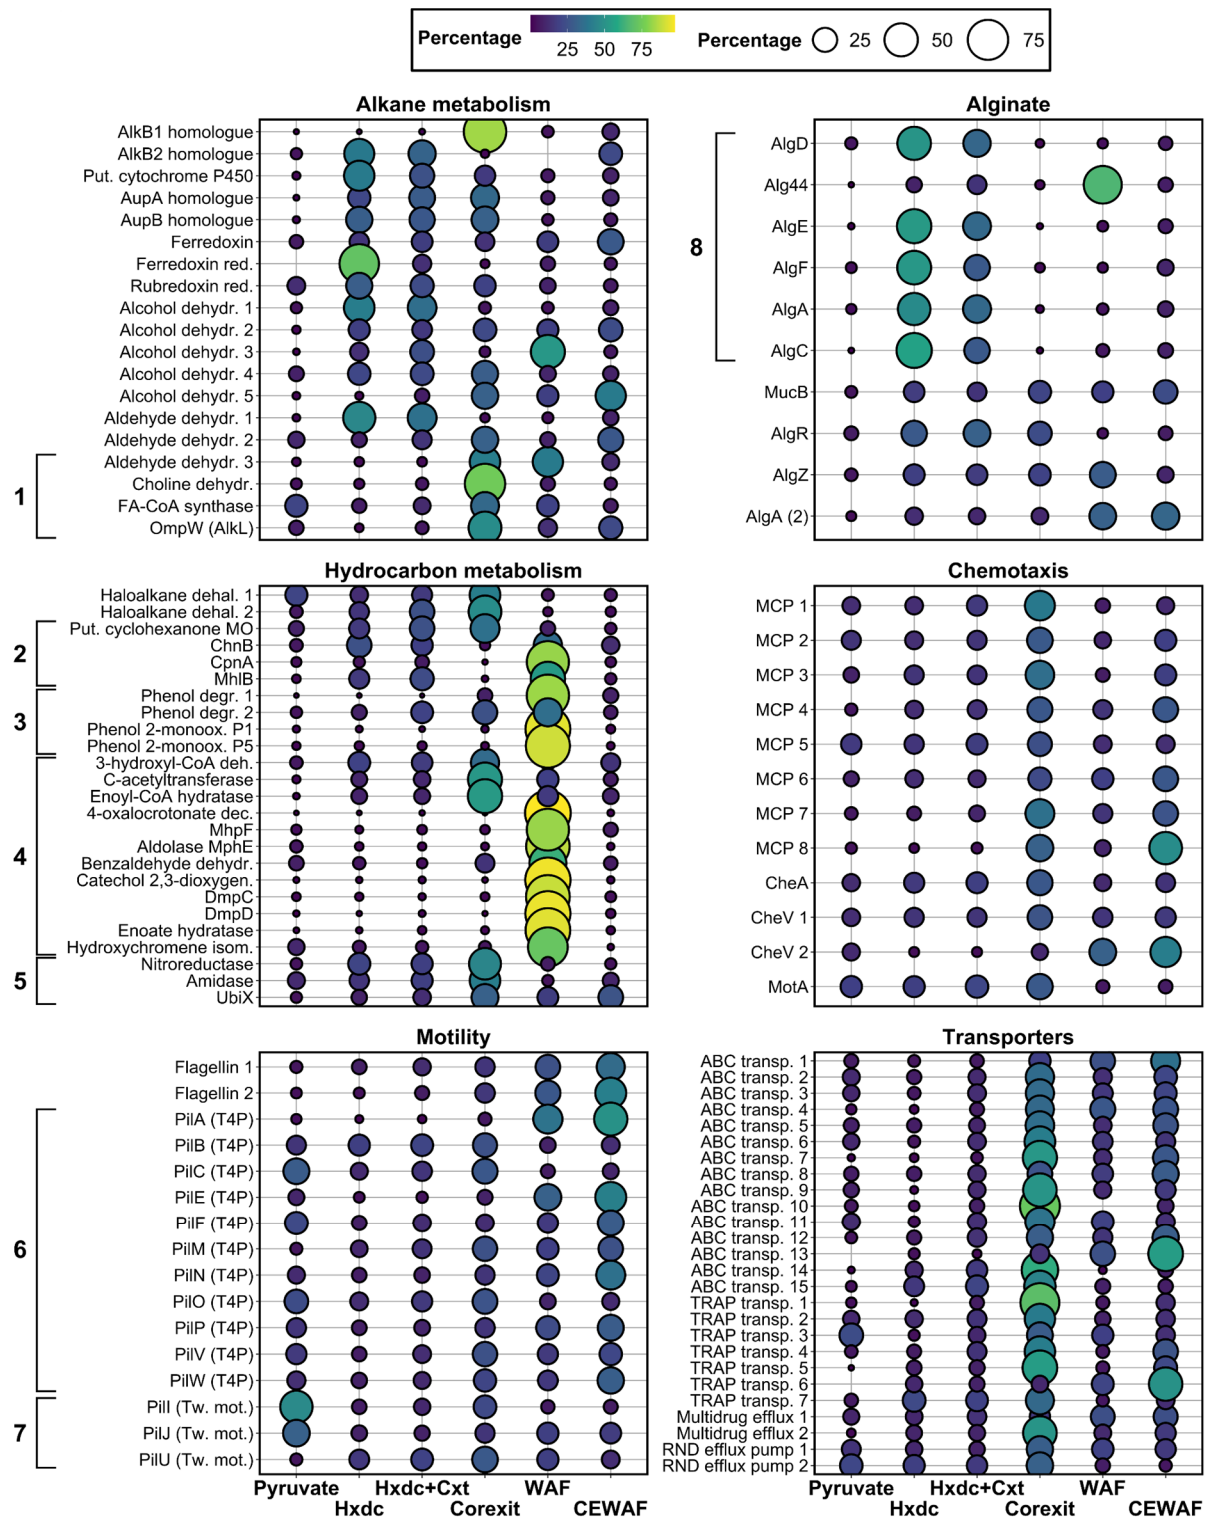 Percentage 25 50 75 Percentage 25 50 75
Alkane metabolism
AlkB1 homologue
AlkB2 homologue
Put. cytochrome P450
AupA homologue
AupB homologue
Ferredoxin
Ferredoxin red.
Rubredoxin red.
Alcohol dehydr. 1
Alcohol dehydr. 2
Alcohol dehydr. 3
Alcohol dehydr. 4
Alcohol dehydr. 5
Aldehyde dehydr. 1
Aldehyde dehydr. 2
Aldehyde dehydr. 3
Choline dehydr.
FA-CoA synthase
OmpW (AlkL)
1
Alginate
AlgD
Alg44
AlgE
AlgF
AlgA
AlgC
MucB
AlgR
AlgZ
AlgA (2)
8
Hydrocarbon metabolism
Haloalkane dehal. 1
Haloalkane dehal. 2
Put. cyclohexanone MO
ChnB
CpnA
MhlB
Phenol degr. 1
Phenol degr. 2
Phenol 2-monoox. P1
Phenol 2-monoox. P5
3-hydroxyl-CoA deh.
C-acetyltransferase
Enoyl-CoA hydratase
4-oxalocrotonate dec.
MhpF
Aldolase MphE
Benzaldehyde dehydr.
Catechol 2,3-dioxygen.
DmpC
DmpD
Enoate hydratase
Hydroxychromene isom.
Nitroreductase
Amidase
UbiX
2
3
4
5
Chemotaxis
MCP 1
MCP 2
MCP 3
MCP 4
MCP 5
MCP 6
MCP 7
MCP 8
CheA
CheV 1
CheV 2
MotA
Motility
Flagellin 1
Flagellin 2
PilA (T4P)
PilB (T4P)
PilC (T4P)
PilE (T4P)
PilF (T4P)
PilM (T4P)
PilN (T4P)
PilO (T4P)
PilP (T4P)
PilV (T4P)
PilW (T4P)
PilI (Tw. mot.)
PilJ (Tw. mot.)
PilU (Tw. mot.)
6
7
Pyruvate Hxdc+Cxt WAF
Hxdc Corexit CEWAF
Transporters
ABC transp. 1
ABC transp. 2
ABC transp. 3
ABC transp. 4
ABC transp. 5
ABC transp. 6
ABC transp. 7
ABC transp. 8
ABC transp. 9
ABC transp. 10
ABC transp. 11
ABC transp. 12
ABC transp. 13
ABC transp. 14
ABC transp. 15
TRAP transp. 1
TRAP transp. 2
TRAP transp. 3
TRAP transp. 4
TRAP transp. 5
TRAP transp. 6
TRAP transp. 7
Multidrug efflux 1
Multidrug efflux 2
RND efflux pump 1
RND efflux pump 2
Pyruvate Hxdc+Cxt WAF
Hxdc Corexit CEWAF